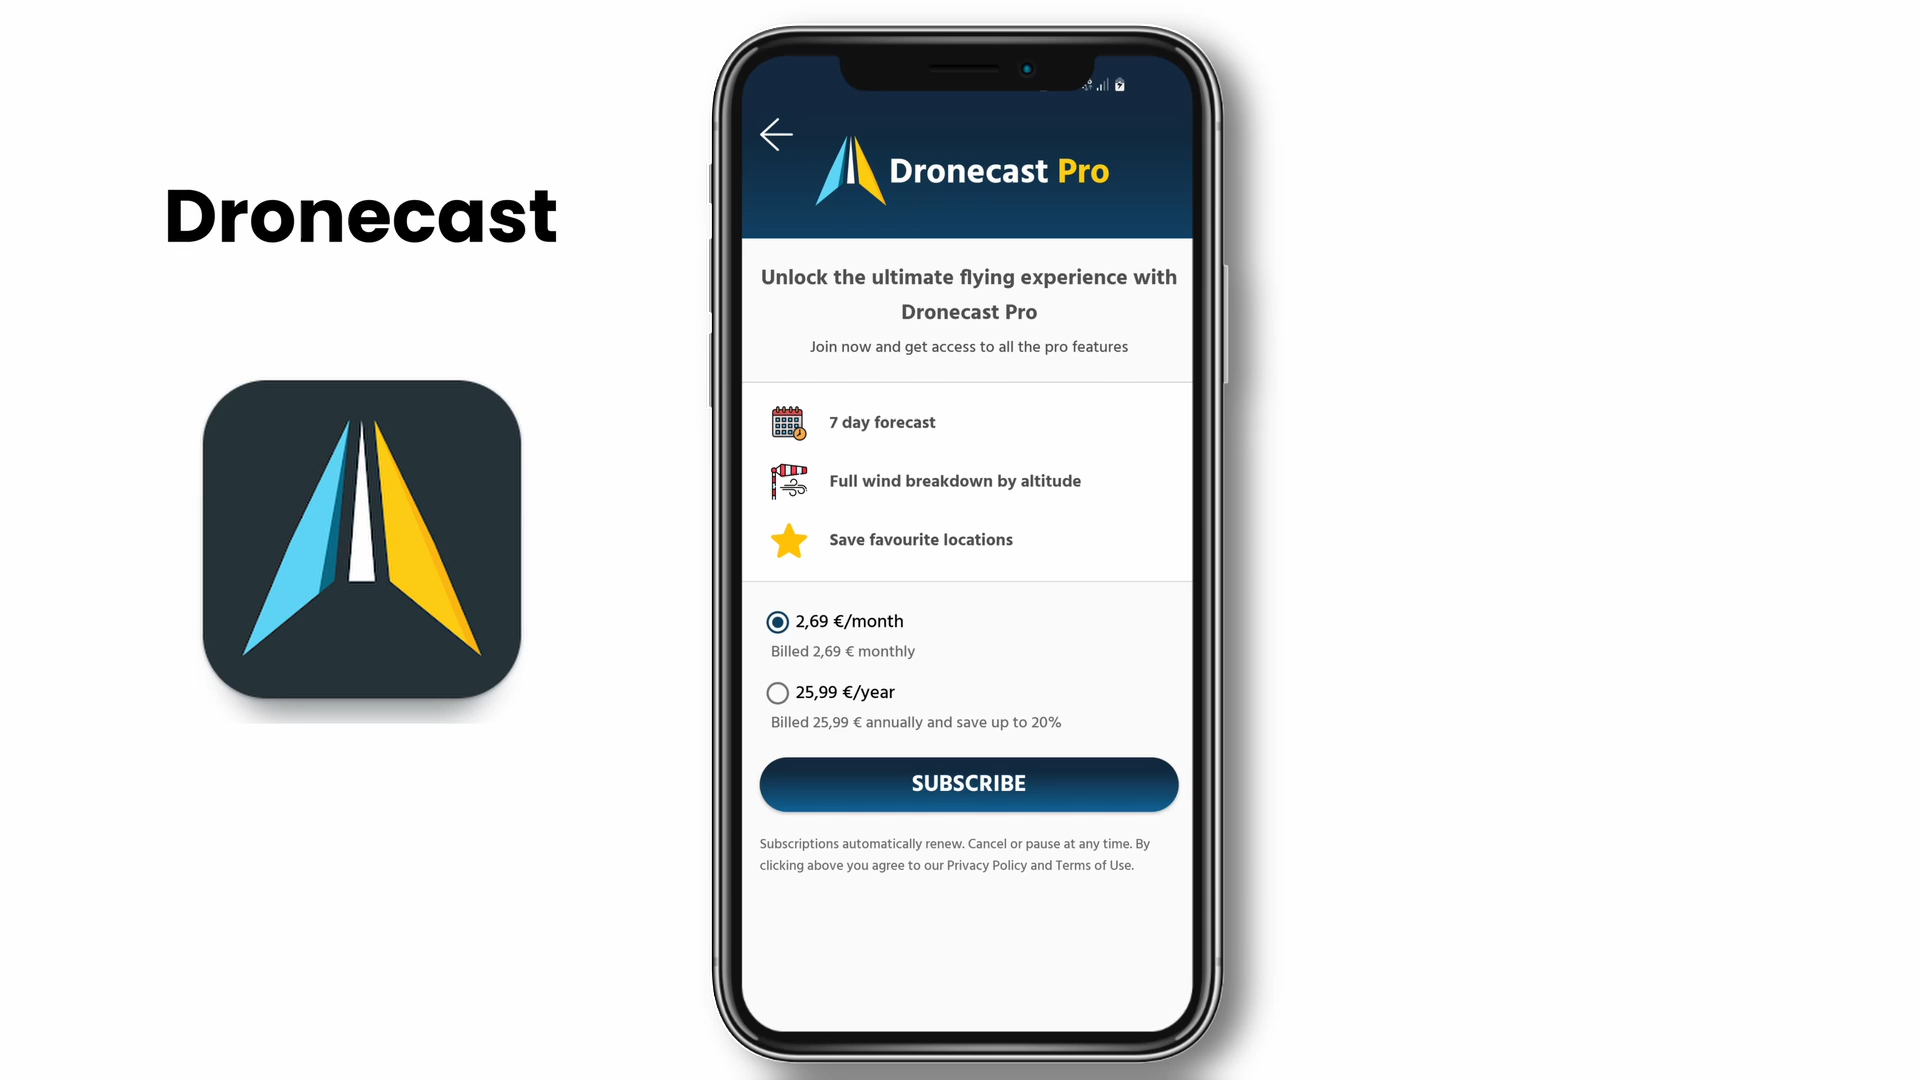 Dronecast
Dronecast Pro
Unlock the ultimate flying experience with
Dronecast Pro
Join now and get access to all the pro features
7 day forecast
Full wind breakdown by altitude
Save favourite locations
2,69 €/month
Billed 2,69 € monthly
25,99 €/year
Billed 25,99 € annually and save up to 20%
SUBSCRIBE
Subscriptions automatically renew. Cancel or pause at any time. By
clicking above you agree to our Privacy Policy and Terms of Use.